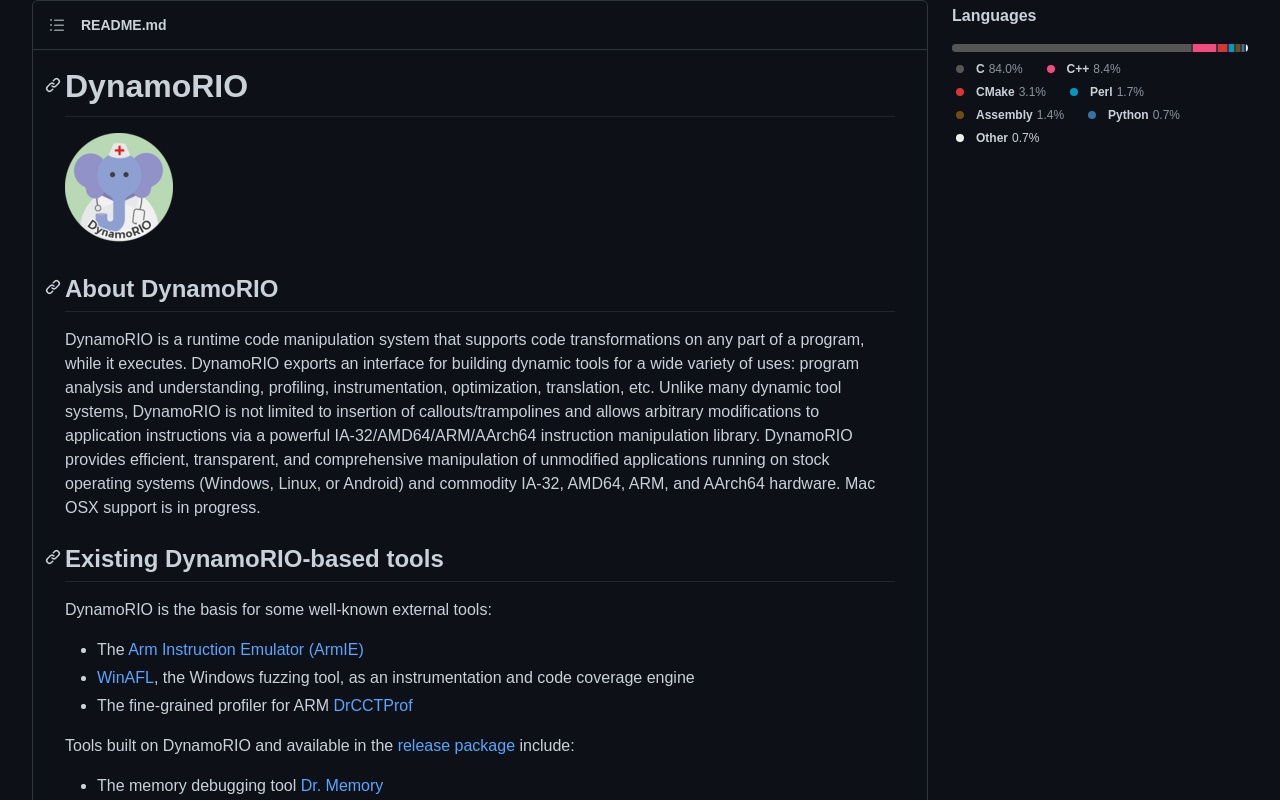 README.md
DynamoRIO
DynamoRIO
About DynamoRIO
DynamoRIO is a runtime code manipulation system that supports code transformations on any part of a program,
while it executes. DynamoRIO exports an interface for building dynamic tools for a wide variety of uses: program
analysis and understanding, profiling, instrumentation, optimization, translation, etc. Unlike many dynamic tool
systems, DynamoRIO is not limited to insertion of callouts/trampolines and allows arbitrary modifications to
application instructions via a powerful IA-32/AMD64/ARM/AArch64 instruction manipulation library. DynamoRIO
provides efficient, transparent, and comprehensive manipulation of unmodified applications running on stock
operating systems (Windows, Linux, or Android) and commodity IA-32, AMD64, ARM, and AArch64 hardware. Mac
OSX support is in progress.
Existing DynamoRIO-based tools
DynamoRIO is the basis for some well-known external tools:
The Arm Instruction Emulator (ArmIE)
WinAFL, the Windows fuzzing tool, as an instrumentation and code coverage engine
The fine-grained profiler for ARM DrCCTProf
Tools built on DynamoRIO and available in the release package include:
The memory debugging tool Dr. Memory
Languages
C 84.0% C++ 8.4%
CMake 3.1% Perl 1.7%
Assembly 1.4% Python 0.7%
Other 0.7%